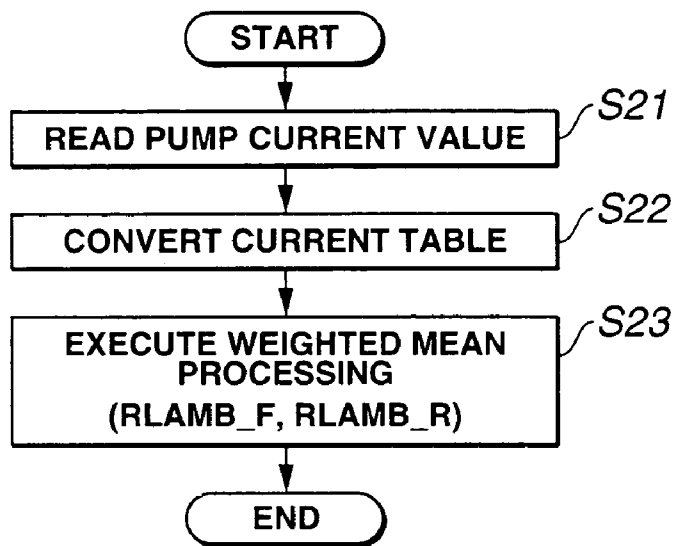 START
READ PUMP CURRENT VALUE
S21
CONVERT CURRENT TABLE
S22
EXECUTE WEIGHTED MEAN
PROCESSING
(RLAMB_F, RLAMB_R)
S23
END